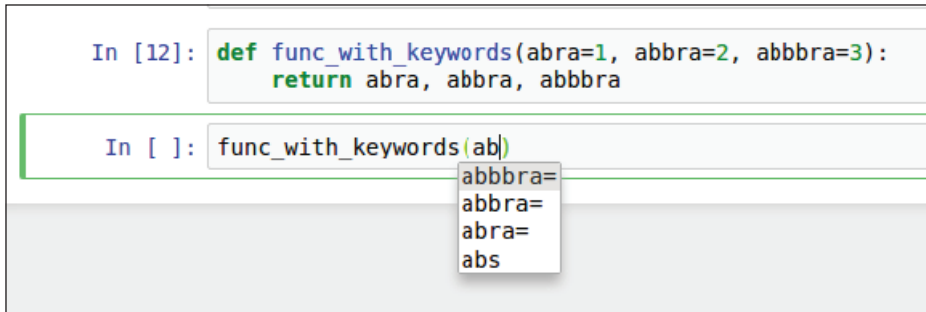 In [12]: def func_with_keywords(abra=1, abbra=2, abbbra=3):
    return abra, abbra, abbbra
In [ ]: func_with_keywords(ab)
abbbra=
abbra=
abra=
abs